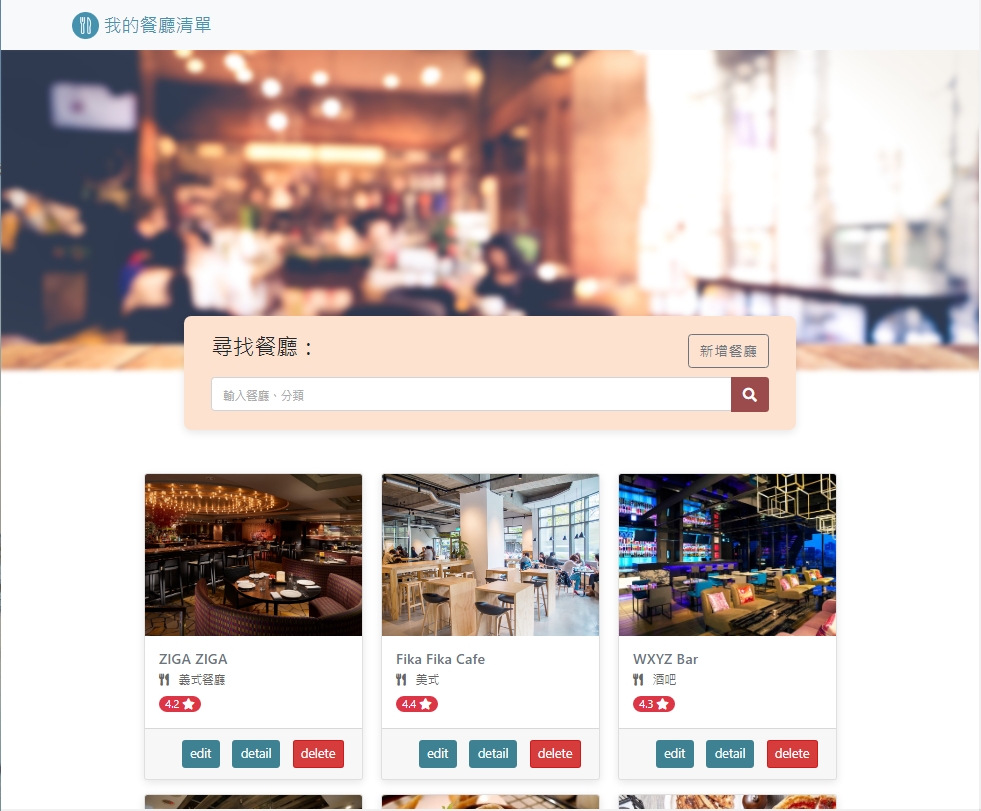 我的餐廳清單
尋找餐廳：
新增餐廳
輸入餐廳、分類
ZIGA ZIGA
義式餐廳
4.2
edit detail delete
Fika Fika Cafe
美式
4.4
edit detail delete
WXYZ Bar
酒吧
4.3
edit detail delete